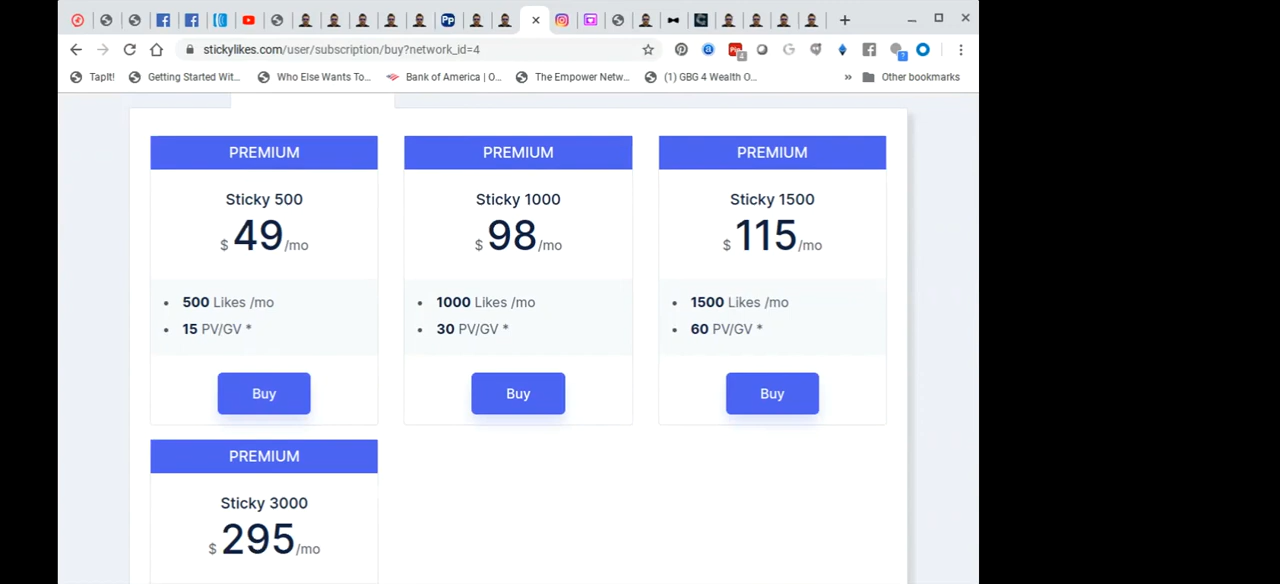 Pp
stickylikes.com/user/subscription/buy?network_id=4
TapIt!
Getting Started Wit...
Who Else Wants To...
Bank of America | O...
The Empower Netw...
(1) GBG 4 Wealth O...
»
Other bookmarks
PREMIUM
Sticky 500
$ 49/mo
• 500 Likes /mo
• 15 PV/GV *
Buy
PREMIUM
Sticky 1000
$ 98/mo
• 1000 Likes /mo
• 30 PV/GV *
Buy
PREMIUM
Sticky 1500
$ 115/mo
• 1500 Likes /mo
• 60 PV/GV *
Buy
PREMIUM
Sticky 3000
$ 295/mo